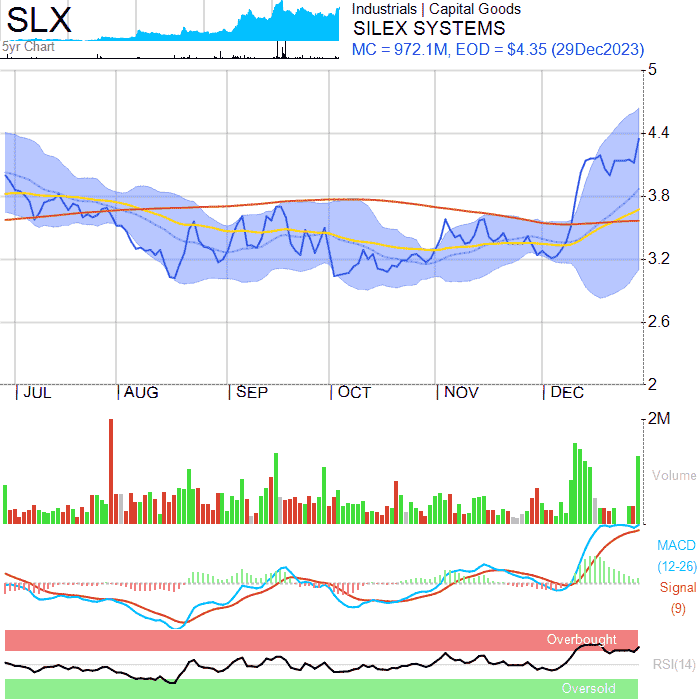 SLX
Industrials | Capital Goods
SILEX SYSTEMS
5yr Chart
MC = 972.1M, EOD = $4.35 (29Dec2023)
5
4.4
3.8
3.2
2.6
2
JUL AUG SEP OCT NOV DEC
2M
Volume
MACD
(12-26)
Signal
(9)
Overbought
RSI(14)
Oversold